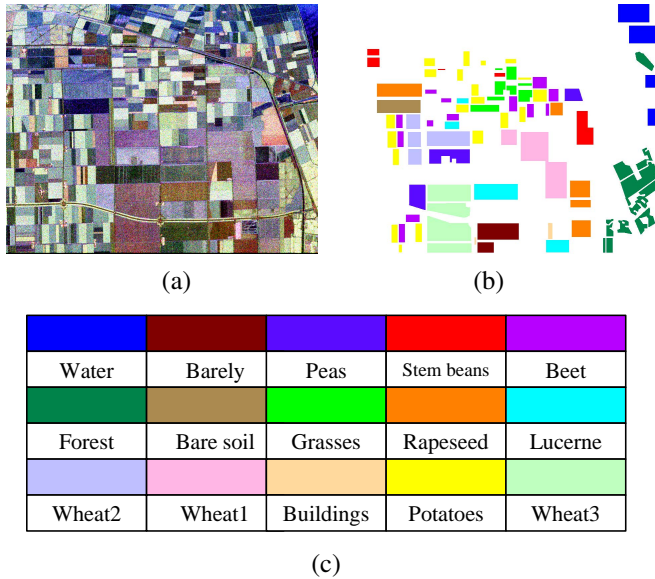 (a) (b)
Water Barely Peas Stem beans Beet
Forest Bare soil Grasses Rapeseed Lucerne
Wheat2 Wheat1 Buildings Potatoes Wheat3
(c)